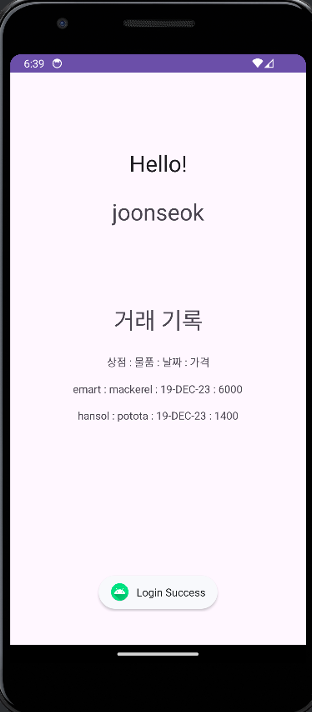 6:39
Hello!
joonseok
거래 기록
상점 : 물품 : 날짜 : 가격
emart : mackerel : 19-DEC-23 : 6000
hansol : potota : 19-DEC-23 : 1400
Login Success